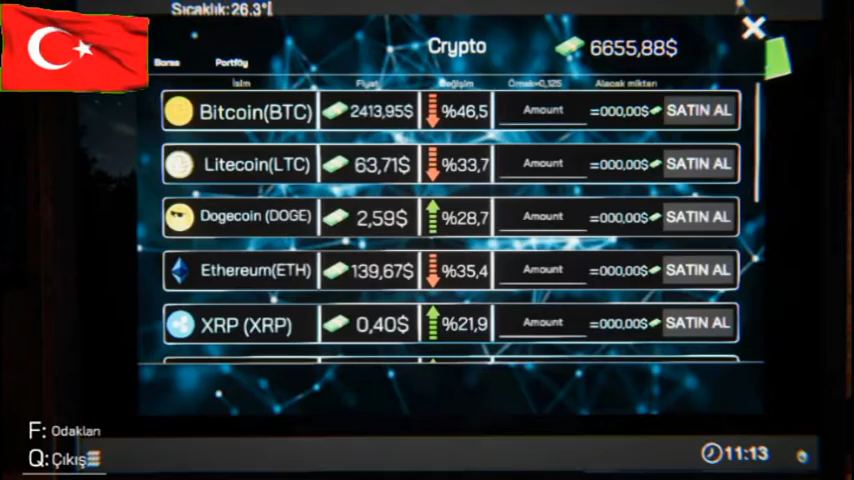 Sıcaklık: 26.3°
Crypto
6655,88$
Borsa Portföy
İsim Fiyat Değişim Örnek=0,125 Alacak miktarı
Bitcoin(BTC) 2413,95$ %46,5 Amount =000,00$ SATIN AL
Litecoin(LTC) 63,71$ %33,7 Amount =000,00$ SATIN AL
Dogecoin (DOGE) 2,59$ %28,7 Amount =000,00$ SATIN AL
Ethereum(ETH) 139,67$ %35,4 Amount =000,00$ SATIN AL
XRP (XRP) 0,40$ %21,9 Amount =000,00$ SATIN AL
F: Odaklan
Q: Çıkış
11:13